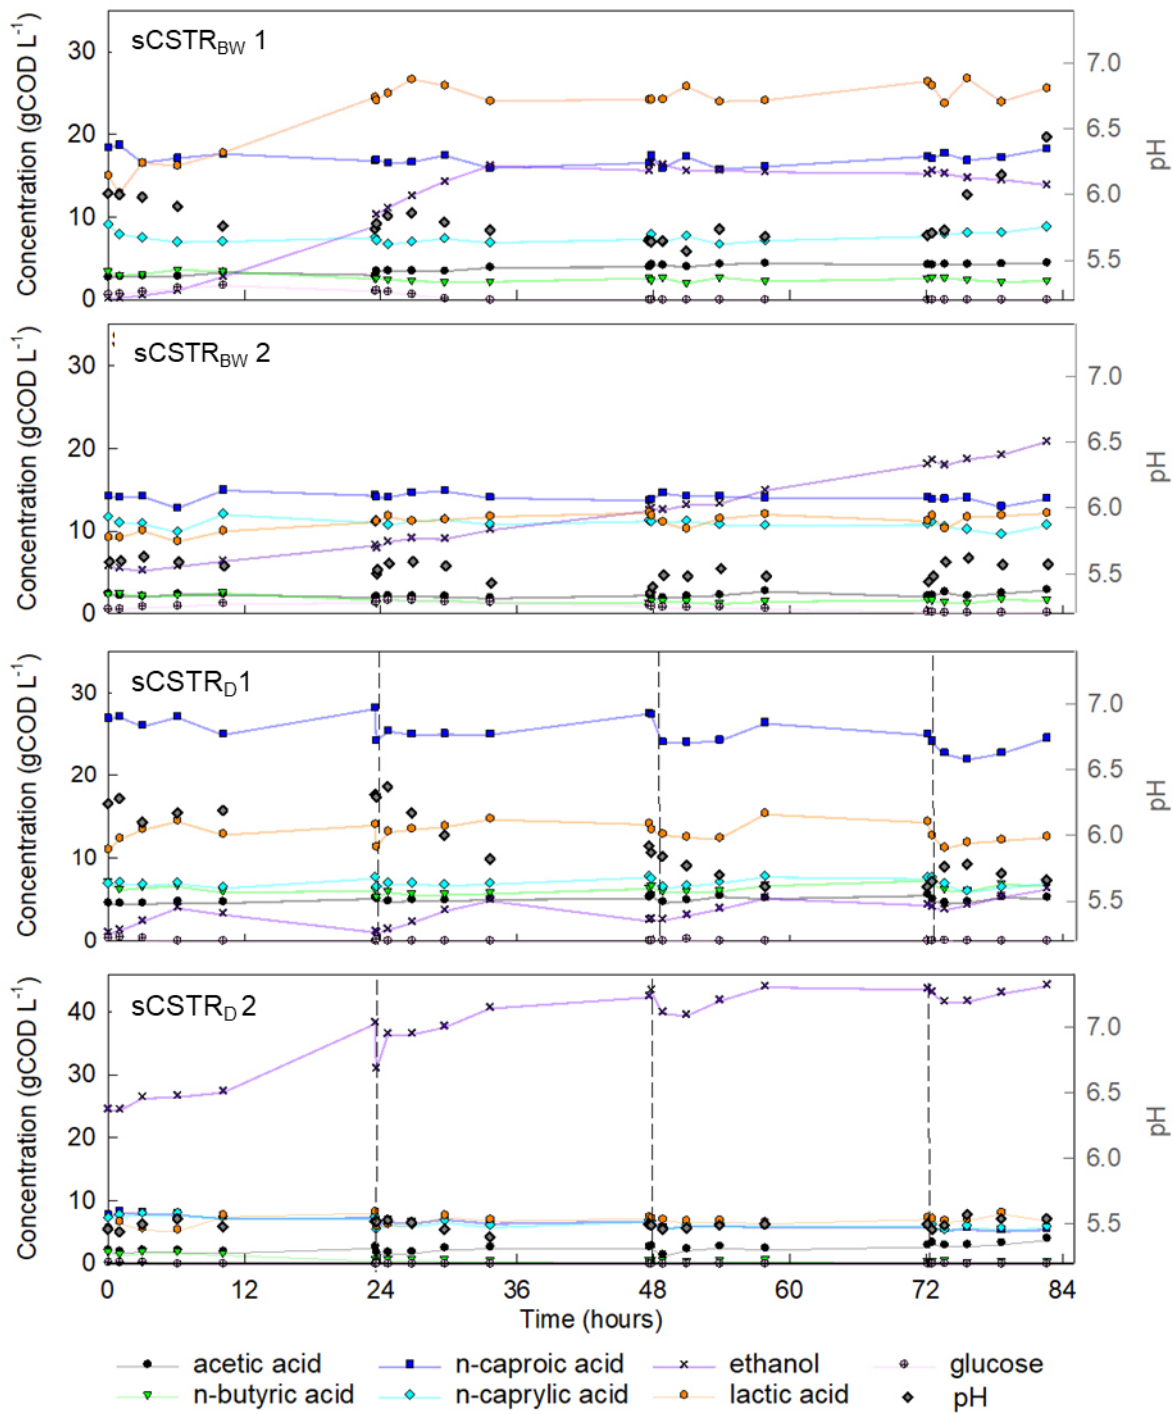 sCSTR_BW 1
Concentration (gCOD L⁻¹)
30
20
10
0
7.0
6.5
6.0
5.5
pH
sCSTR_BW 2
Concentration (gCOD L⁻¹)
30
20
10
0
7.0
6.5
6.0
5.5
pH
sCSTR_D1
Concentration (gCOD L⁻¹)
30
20
10
0
7.0
6.5
6.0
5.5
pH
sCSTR_D 2
Concentration (gCOD L⁻¹)
40
30
20
10
0
7.0
6.5
6.0
5.5
pH
0 12 24 36 48 60 72 84
Time (hours)
acetic acid n-caproic acid ethanol glucose
n-butyric acid n-caprylic acid lactic acid pH